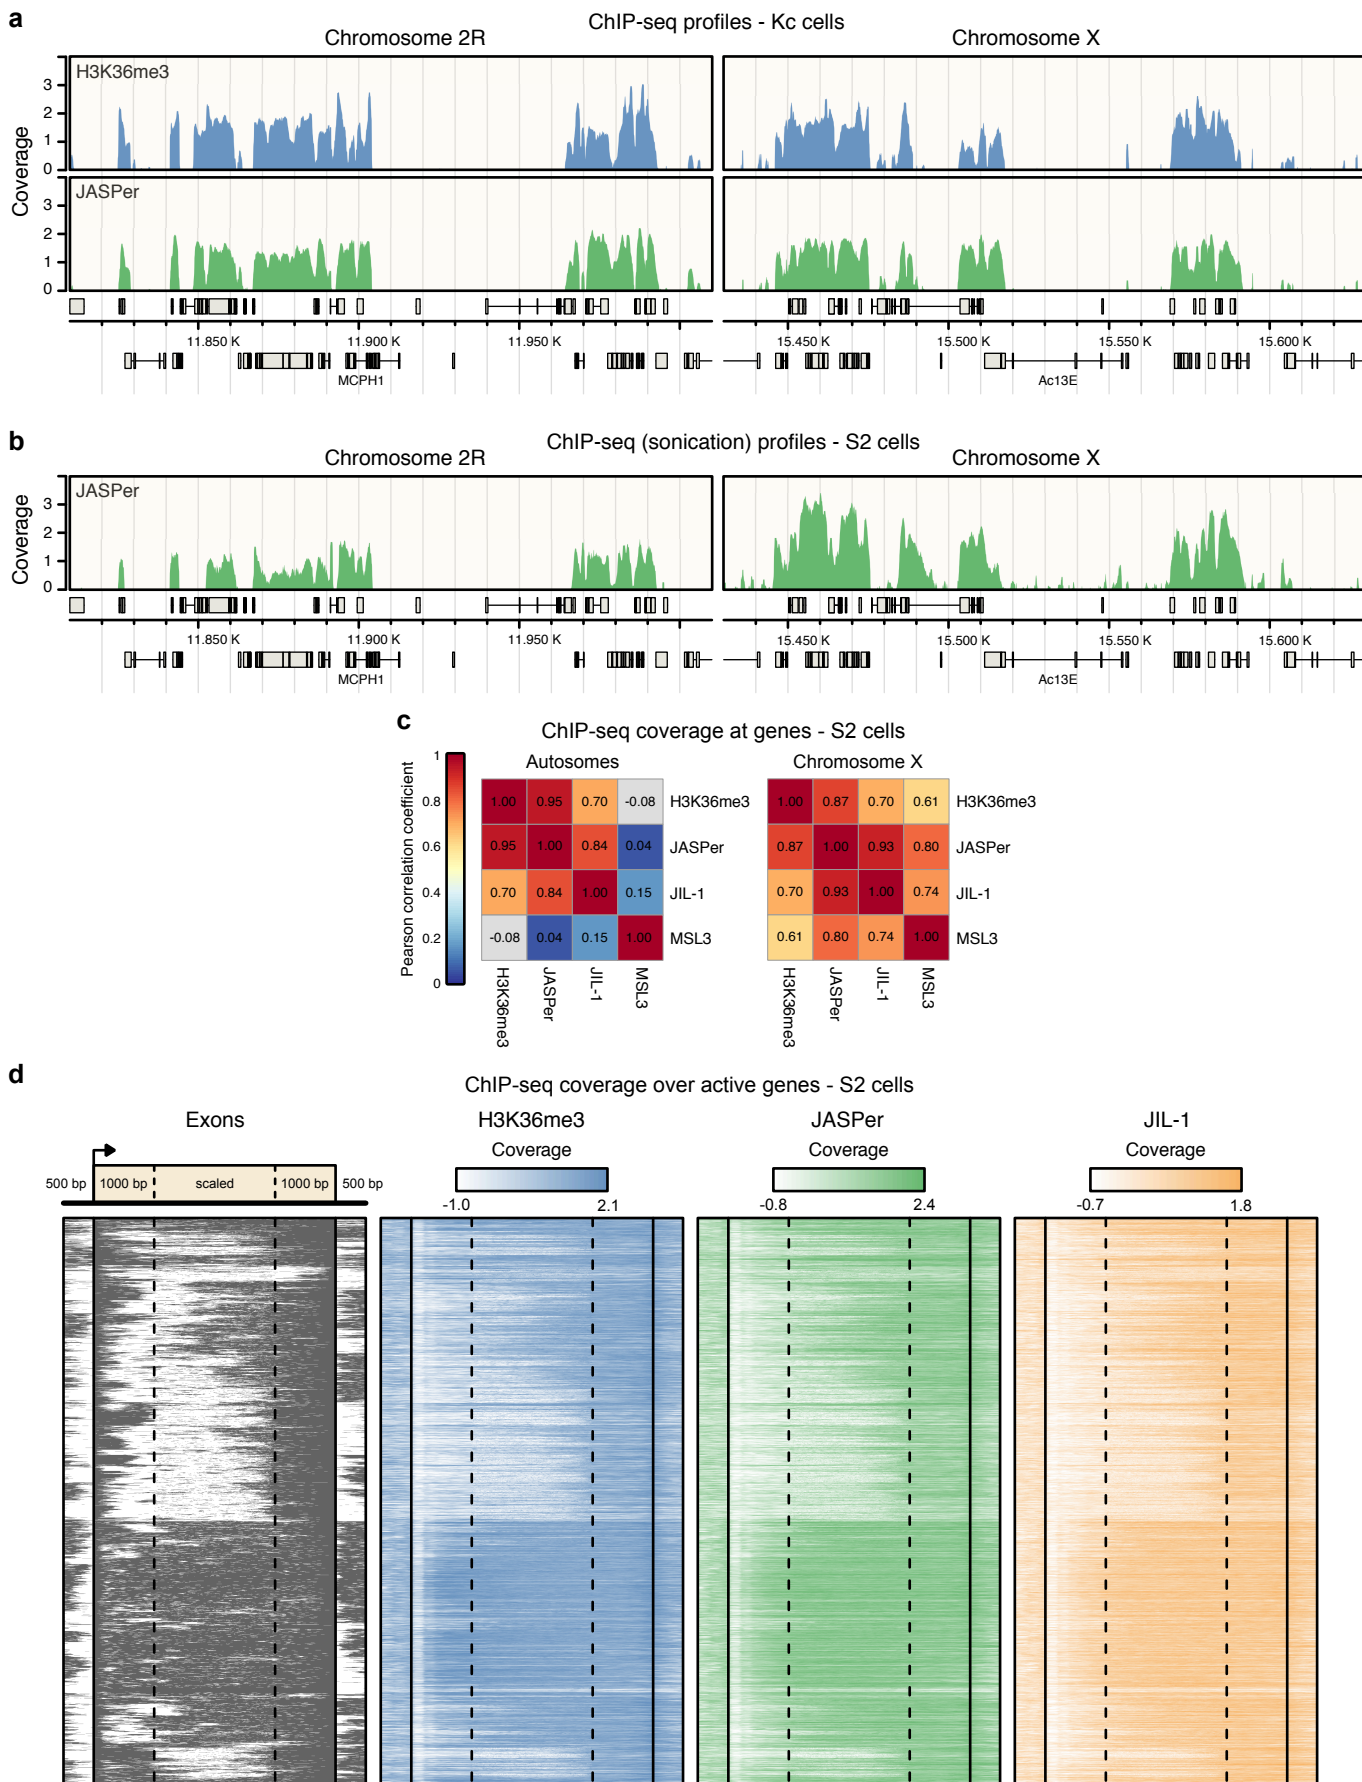 a
ChIP-seq profiles - Kc cells
Chromosome 2R
Chromosome X
H3K36me3
Coverage
3
2
1
0
JASPer
3
2
1
0
11.850 K
11.900 K
11.950 K
15.450 K
15.500 K
15.550 K
15.600 K
MCPH1
Ac13E
b
ChIP-seq (sonication) profiles - S2 cells
Chromosome 2R
Chromosome X
JASPer
Coverage
3
2
1
0
11.850 K
11.900 K
11.950 K
15.450 K
15.500 K
15.550 K
15.600 K
MCPH1
Ac13E
c
ChIP-seq coverage at genes - S2 cells
Pearson correlation coefficient
1
0.8
0.6
0.4
0.2
0
Autosomes
1.00 0.95 0.70 -0.08 H3K36me3
0.95 1.00 0.84 0.04 JASPer
0.70 0.84 1.00 0.15 JIL-1
-0.08 0.04 0.15 1.00 MSL3
H3K36me3
JASPer
JIL-1
MSL3
Chromosome X
1.00 0.87 0.70 0.61 H3K36me3
0.87 1.00 0.93 0.80 JASPer
0.70 0.93 1.00 0.74 JIL-1
0.61 0.80 0.74 1.00 MSL3
H3K36me3
JASPer
JIL-1
MSL3
d
ChIP-seq coverage over active genes - S2 cells
Exons
500 bp
1000 bp
scaled
1000 bp
500 bp
H3K36me3
Coverage
-1.0
2.1
JASPer
Coverage
-0.8
2.4
JIL-1
Coverage
-0.7
1.8